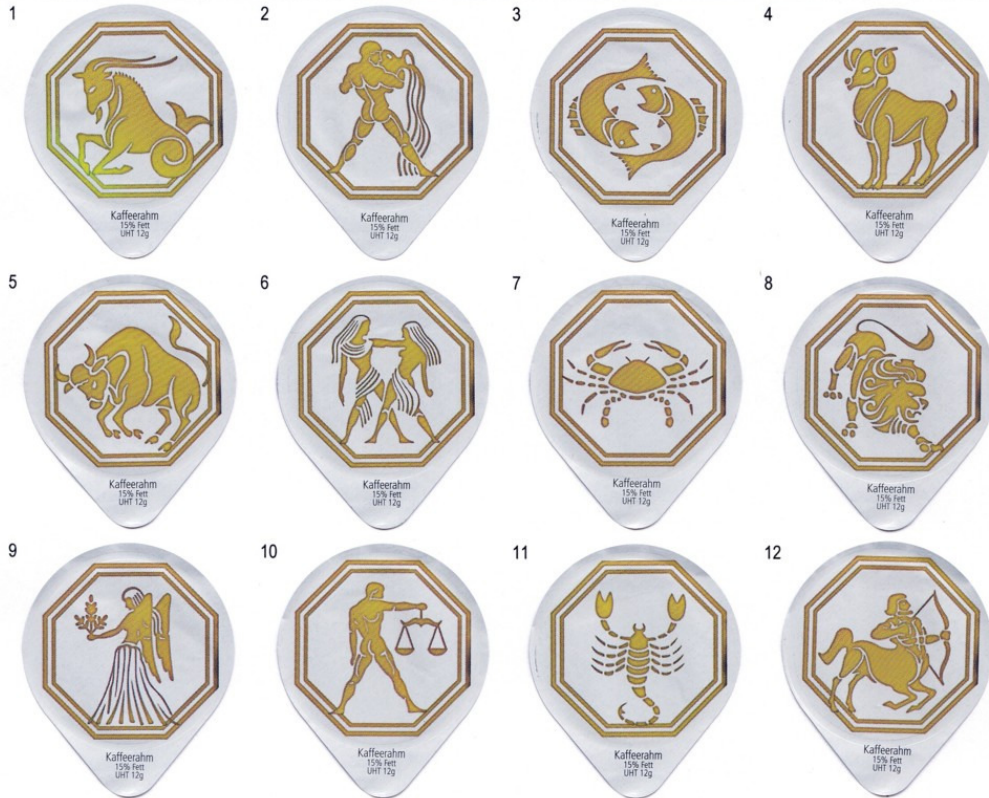 1
2
3
4
Kaffeerahm
15% Fett
UHT 12g
Kaffeerahm
15% Fett
UHT 12g
Kaffeerahm
15% Fett
UHT 12g
Kaffeerahm
15% Fett
UHT 12g
5
6
7
8
Kaffeerahm
15% Fett
UHT 12g
Kaffeerahm
15% Fett
UHT 12g
Kaffeerahm
15% Fett
UHT 12g
Kaffeerahm
15% Fett
UHT 12g
9
10
11
12
Kaffeerahm
15% Fett
UHT 12g
Kaffeerahm
15% Fett
UHT 12g
Kaffeerahm
15% Fett
UHT 12g
Kaffeerahm
15% Fett
UHT 12g